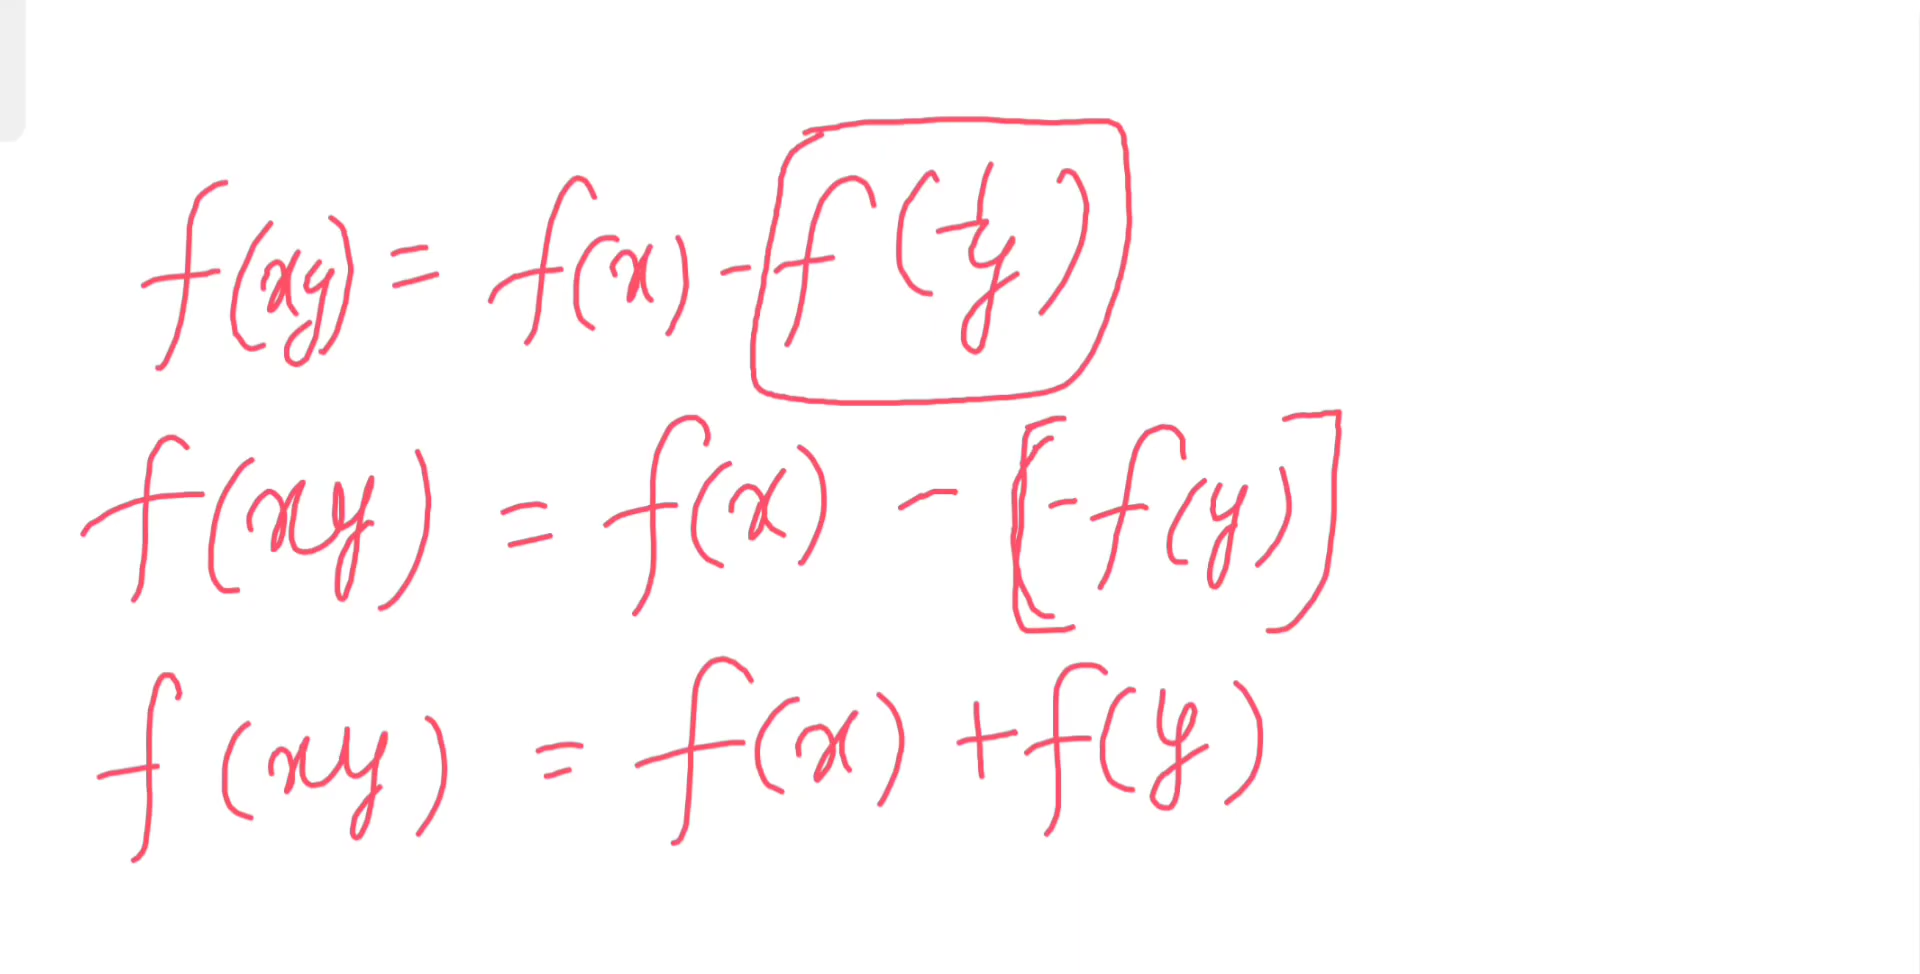 f(xy) = f(x) - f(1/y)
f(xy) = f(x) - [-f(y)]
f(xy) = f(x) + f(y)